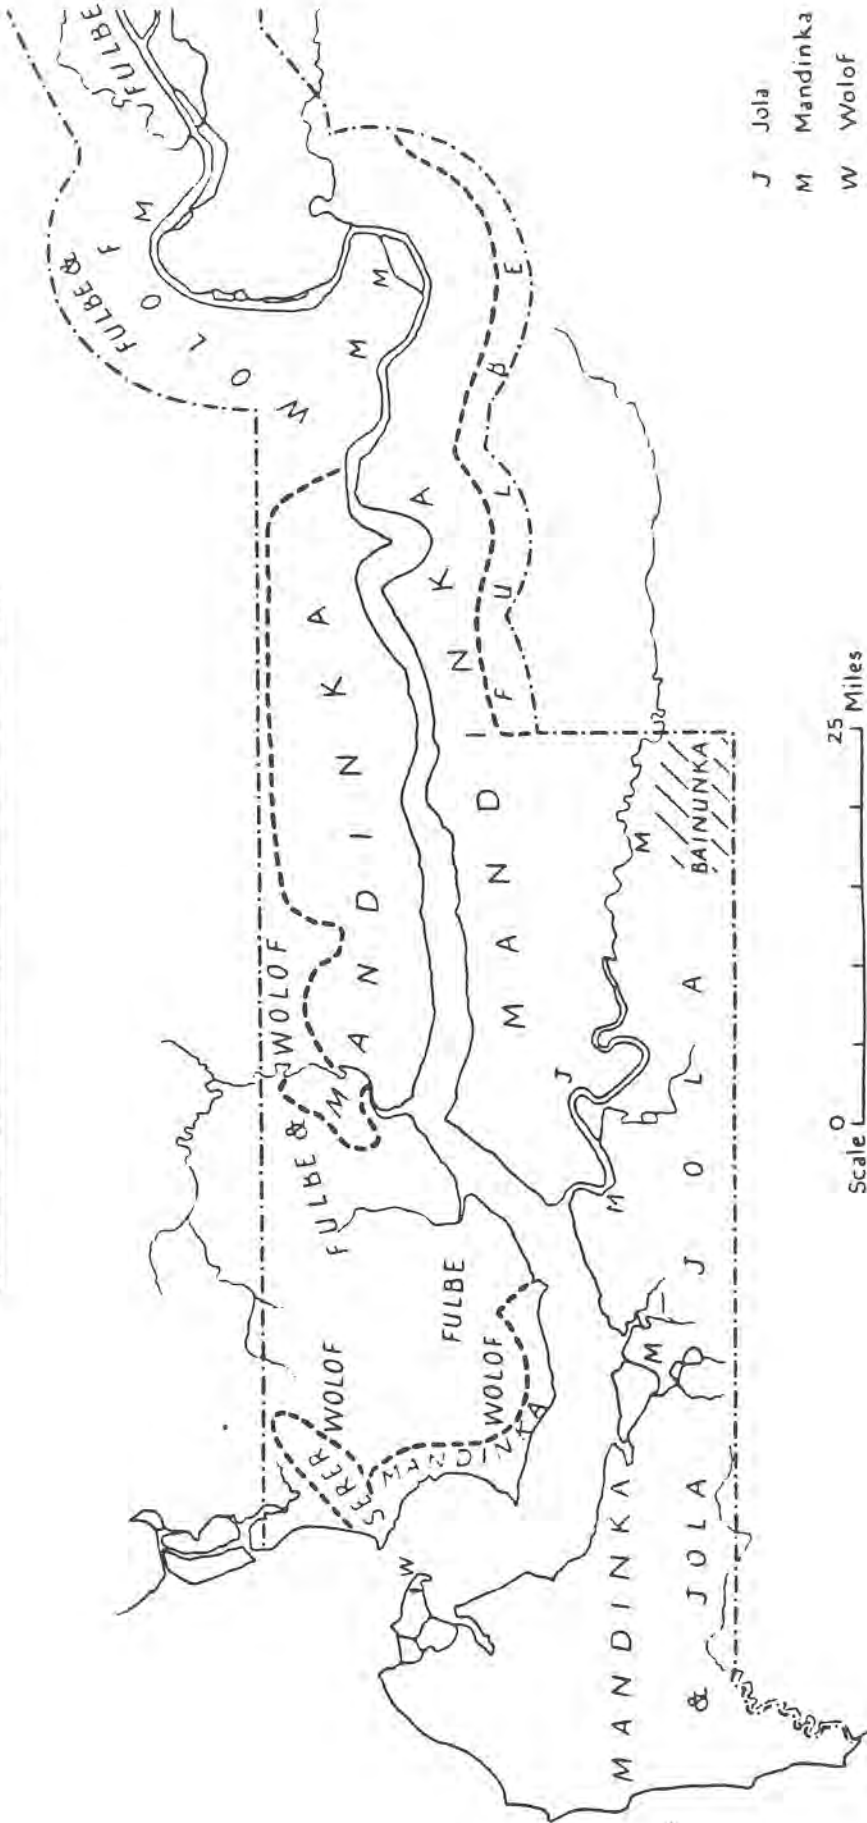 FULBE
FULBE &
WOLOF
M
M
M
WOLOF
FULBE &
M
MANDINKA
SERER
WOLOF
FULBE
WOLOF
MANDINKA
W
MANDINKA
FULBE
J
M
M
BAINUNKA
JOLA
M
MANDINKA
& JOLA
J Jola
M Mandinka
W Wolof
Scale 0 25 Miles